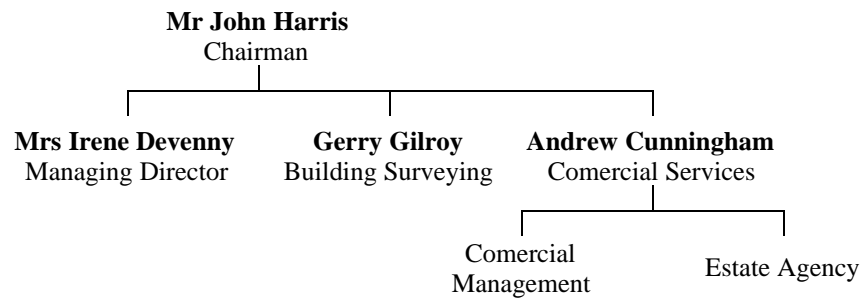 Mr John Harris
Chairman
Mrs Irene Devenny
Managing Director
Gerry Gilroy
Building Surveying
Andrew Cunningham
Comercial Services
Comercial
Management
Estate Agency